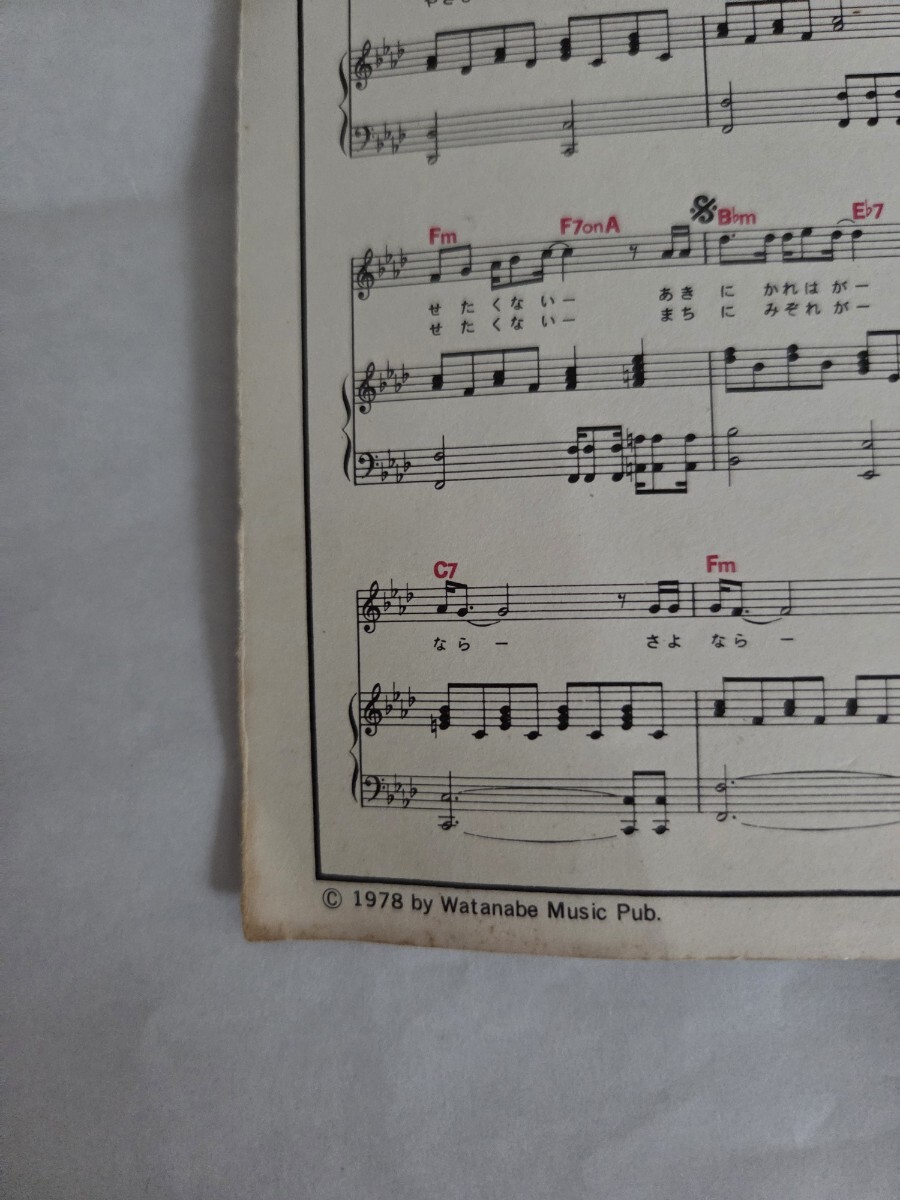 Fm F7onA B♭m E♭7
せたくないー あき に かれは がー
せたくないー まち に みぞれ がー
C7 Fm
なら ー さよ なら ー
© 1978 by Watanabe Music Pub.